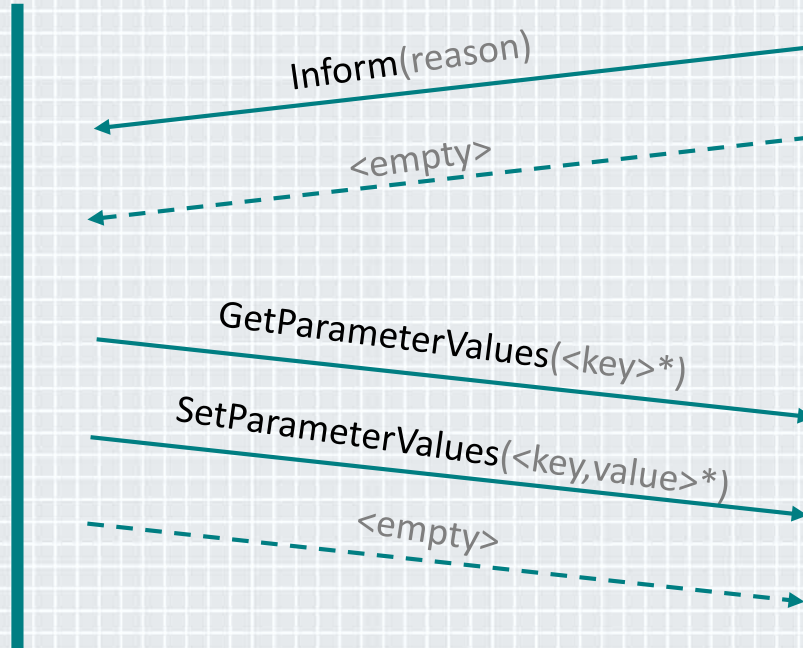 Inform(reason)
<empty>
GetParameterValues(<key>*)
SetParameterValues(<key,value>*)
<empty>